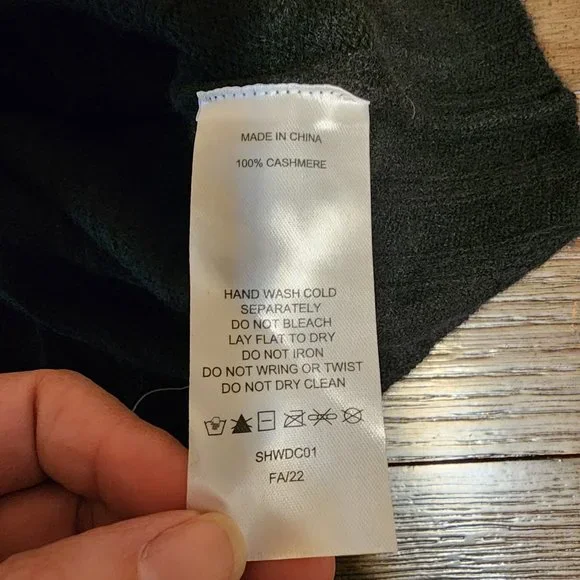 MADE IN CHINA
100% CASHMERE
HAND WASH COLD
SEPARATELY
DO NOT BLEACH
LAY FLAT TO DRY
DO NOT IRON
DO NOT WRING OR TWIST
DO NOT DRY CLEAN
SHWDC01
FA/22